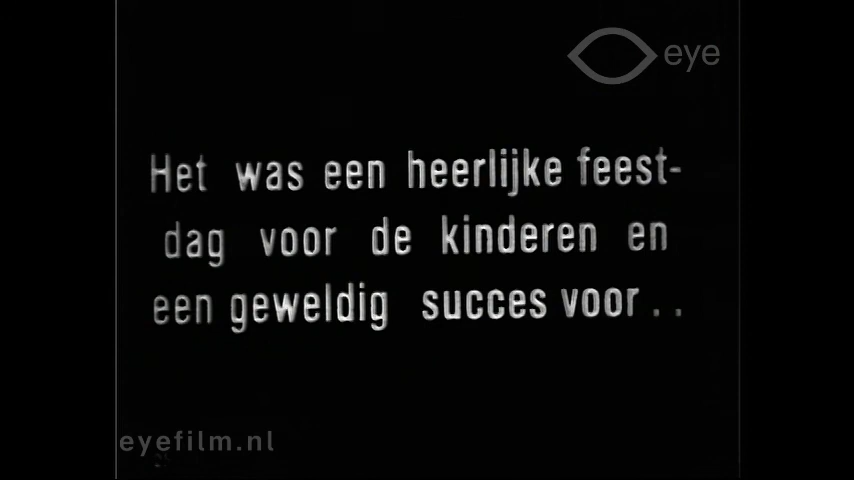 eye
Het was een heerlijke feest-
dag voor de kinderen en
een geweldig succes voor . .
eyefilm.nl